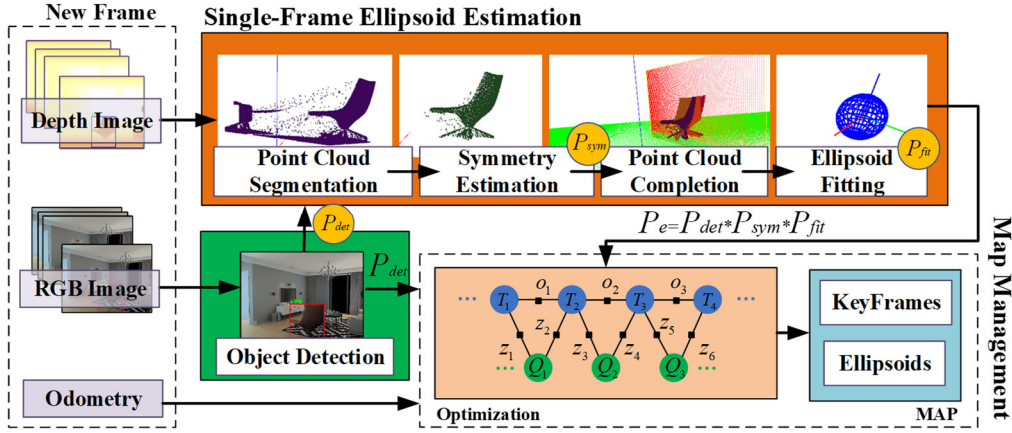 New Frame
Single-Frame Ellipsoid Estimation
Depth Image
Point Cloud
Segmentation
Symmetry
Estimation
P_sym
Point Cloud
Completion
Ellipsoid
Fitting
P_fit
P_det
P_e=P_det*P_sym*P_fit
RGB Image
Object Detection
P_det
Odometry
... T_1 o_1 T_2 o_2 T_3 o_3 T_4 ...
z_1 z_2 z_3 z_4 z_5 z_6
... Q_1 Q_2 Q_3 ...
Optimization
KeyFrames
Ellipsoids
MAP
Map Management